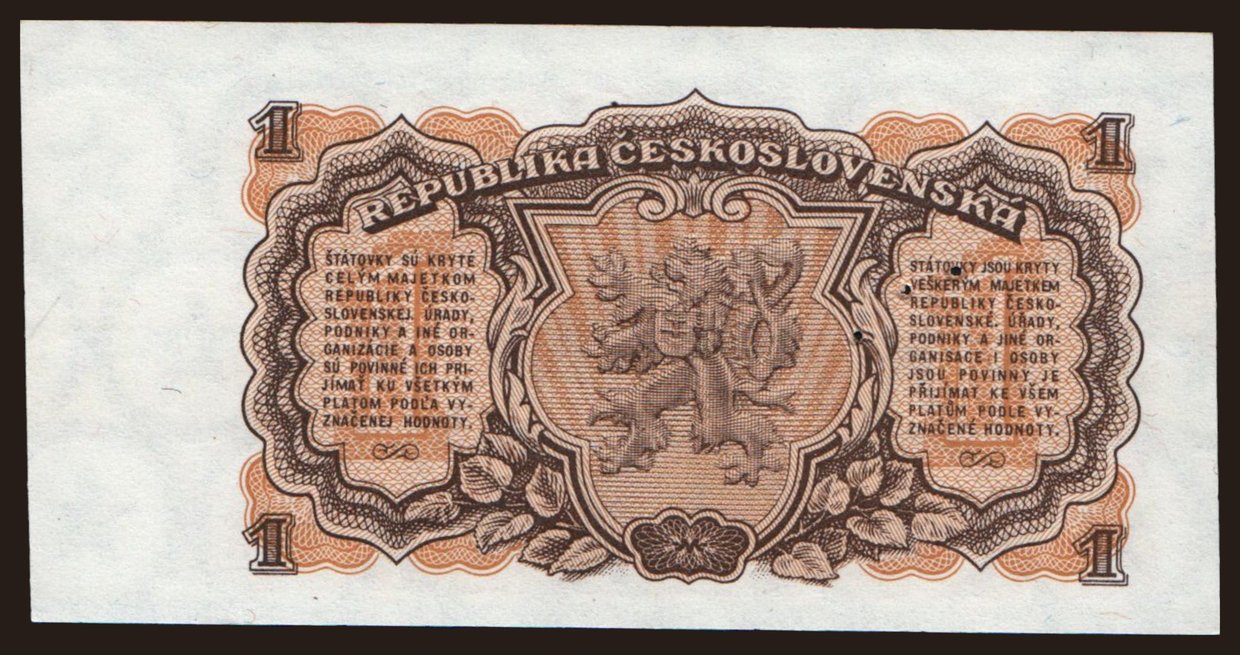 1
1
REPUBLIKA ČESKOSLOVENSKÁ
ŠTÁTOVKY SÚ KRYTÉ
CELÝM MAJETKOM
REPUBLIKY ČESKO-
SLOVENSKEJ. ÚRADY,
PODNIKY A INÉ OR-
GANIZÁCIE A OSOBY
SÚ POVINNÉ ICH PRI-
JÍMAŤ KU VŠETKÝM
PLATOM PODĽA VY-
ZNAČENEJ HODNOTY.
STÁTOVKY JSOU KRYTY
VEŠKERÝM MAJETKEM
REPUBLIKY ČESKO-
SLOVENSKÉ. ÚŘADY,
PODNIKY A JINÉ OR-
GANISACE I OSOBY
JSOU POVINNY JE
PŘIJÍMAT KE VŠEM
PLATŮM PODLE VY-
ZNAČENÉ HODNOTY.
1
1